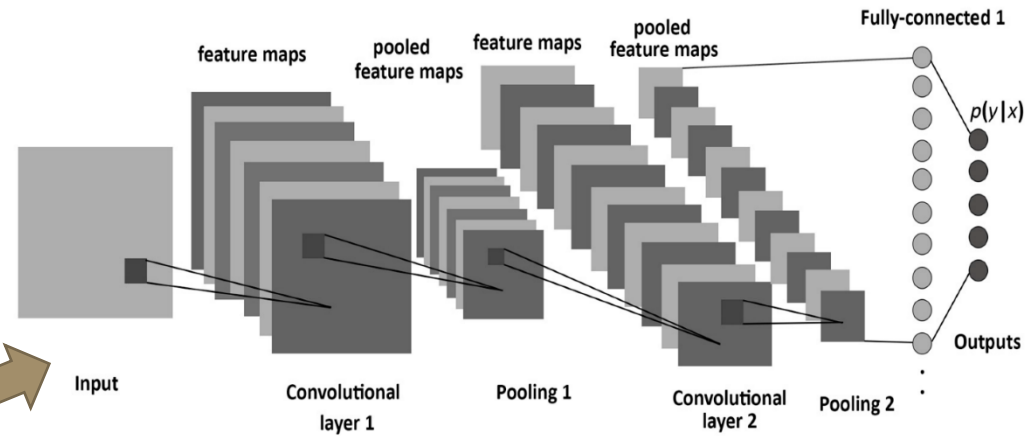 Fully-connected 1
feature maps
pooled
feature maps
feature maps
pooled
feature maps
p(y|x)
Input
Convolutional
layer 1
Pooling 1
Convolutional
layer 2
Pooling 2
Outputs